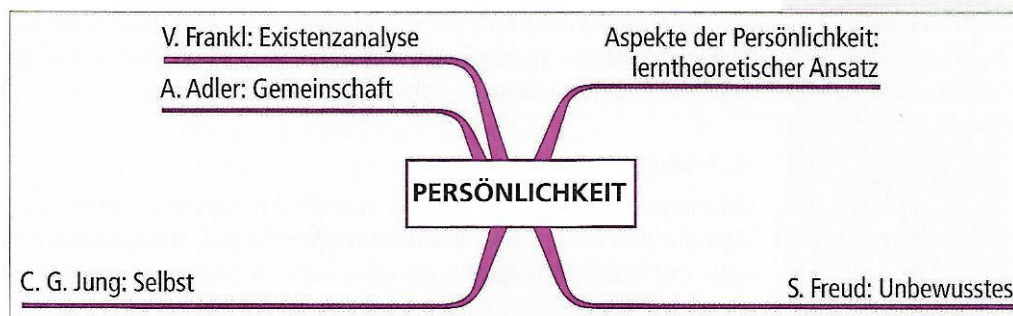 V. Frankl: Existenzanalyse
A. Adler: Gemeinschaft
Aspekte der Persönlichkeit:
lerntheoretischer Ansatz
PERSÖNLICHKEIT
C. G. Jung: Selbst
S. Freud: Unbewusstes